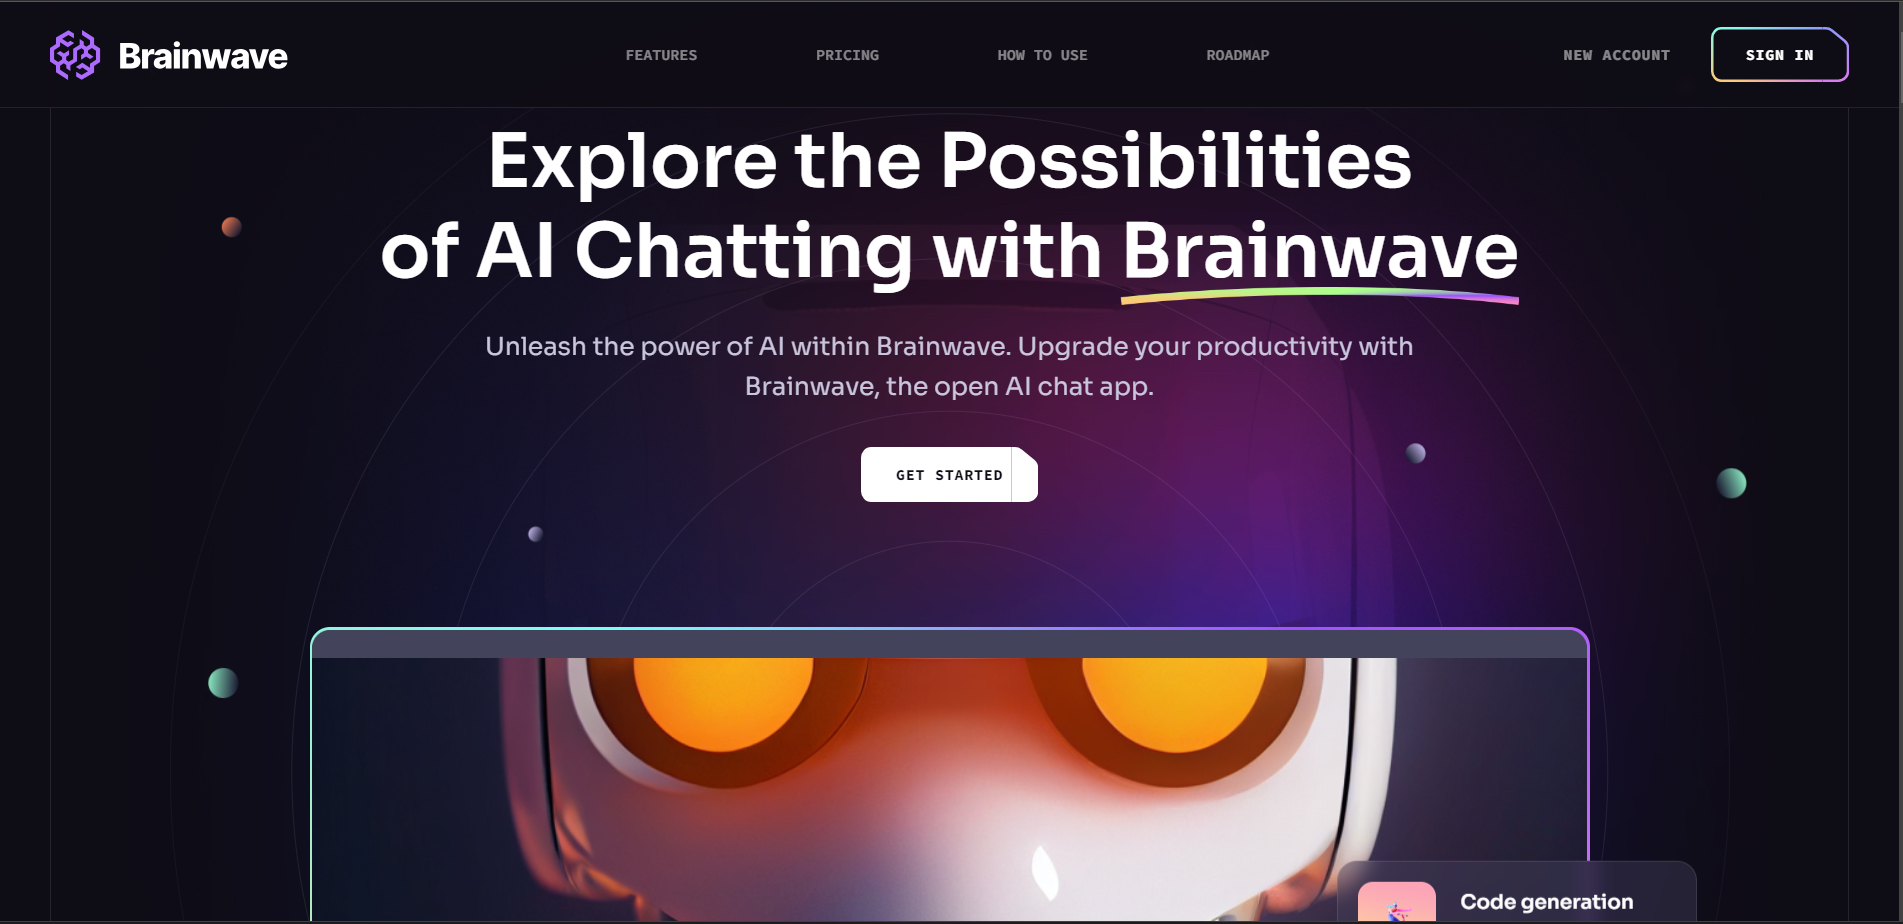 Brainwave
FEATURES
PRICING
HOW TO USE
ROADMAP
NEW ACCOUNT
SIGN IN
Explore the Possibilities
of AI Chatting with Brainwave
Unleash the power of AI within Brainwave. Upgrade your productivity with
Brainwave, the open AI chat app.
GET STARTED
Code generation